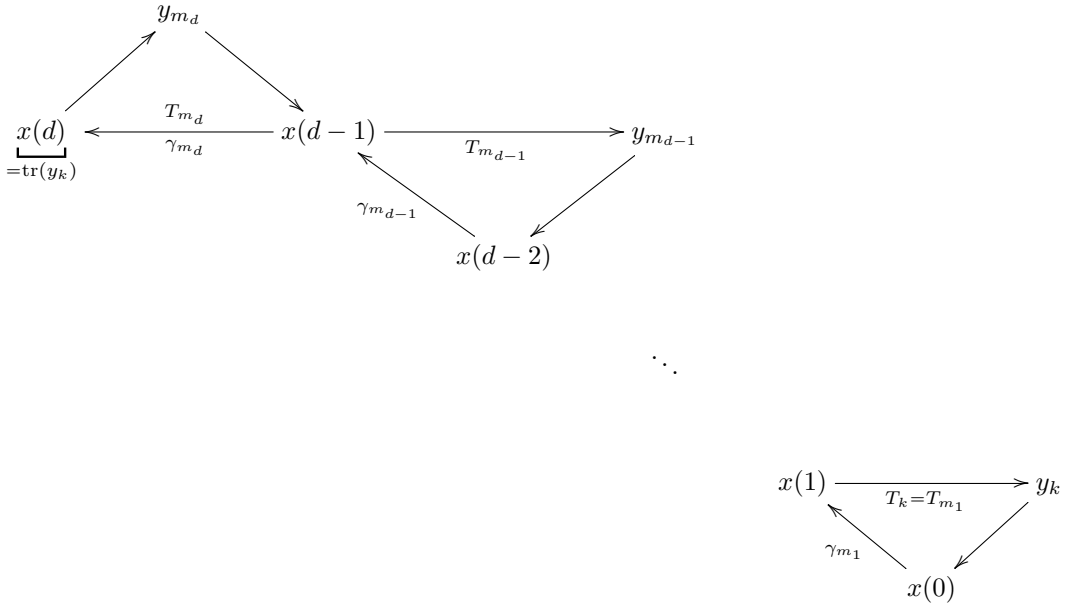 y_{m_d}
T_{m_d}
x(d) x(d − 1) y_{m_{d−1}}
γ_{m_d} T_{m_{d−1}}
=tr(y_k)
γ_{m_{d−1}}
x(d − 2)
⋱
x(1) y_k
T_k=T_{m_1}
γ_{m_1}
x(0)